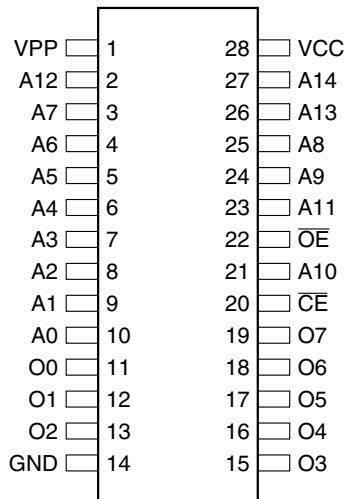 VPP 1 28 VCC
A12 2 27 A14
A7 3 26 A13
A6 4 25 A8
A5 5 24 A9
A4 6 23 A11
A3 7 22 O̅E̅
A2 8 21 A10
A1 9 20 C̅E̅
A0 10 19 O7
O0 11 18 O6
O1 12 17 O5
O2 13 16 O4
GND 14 15 O3